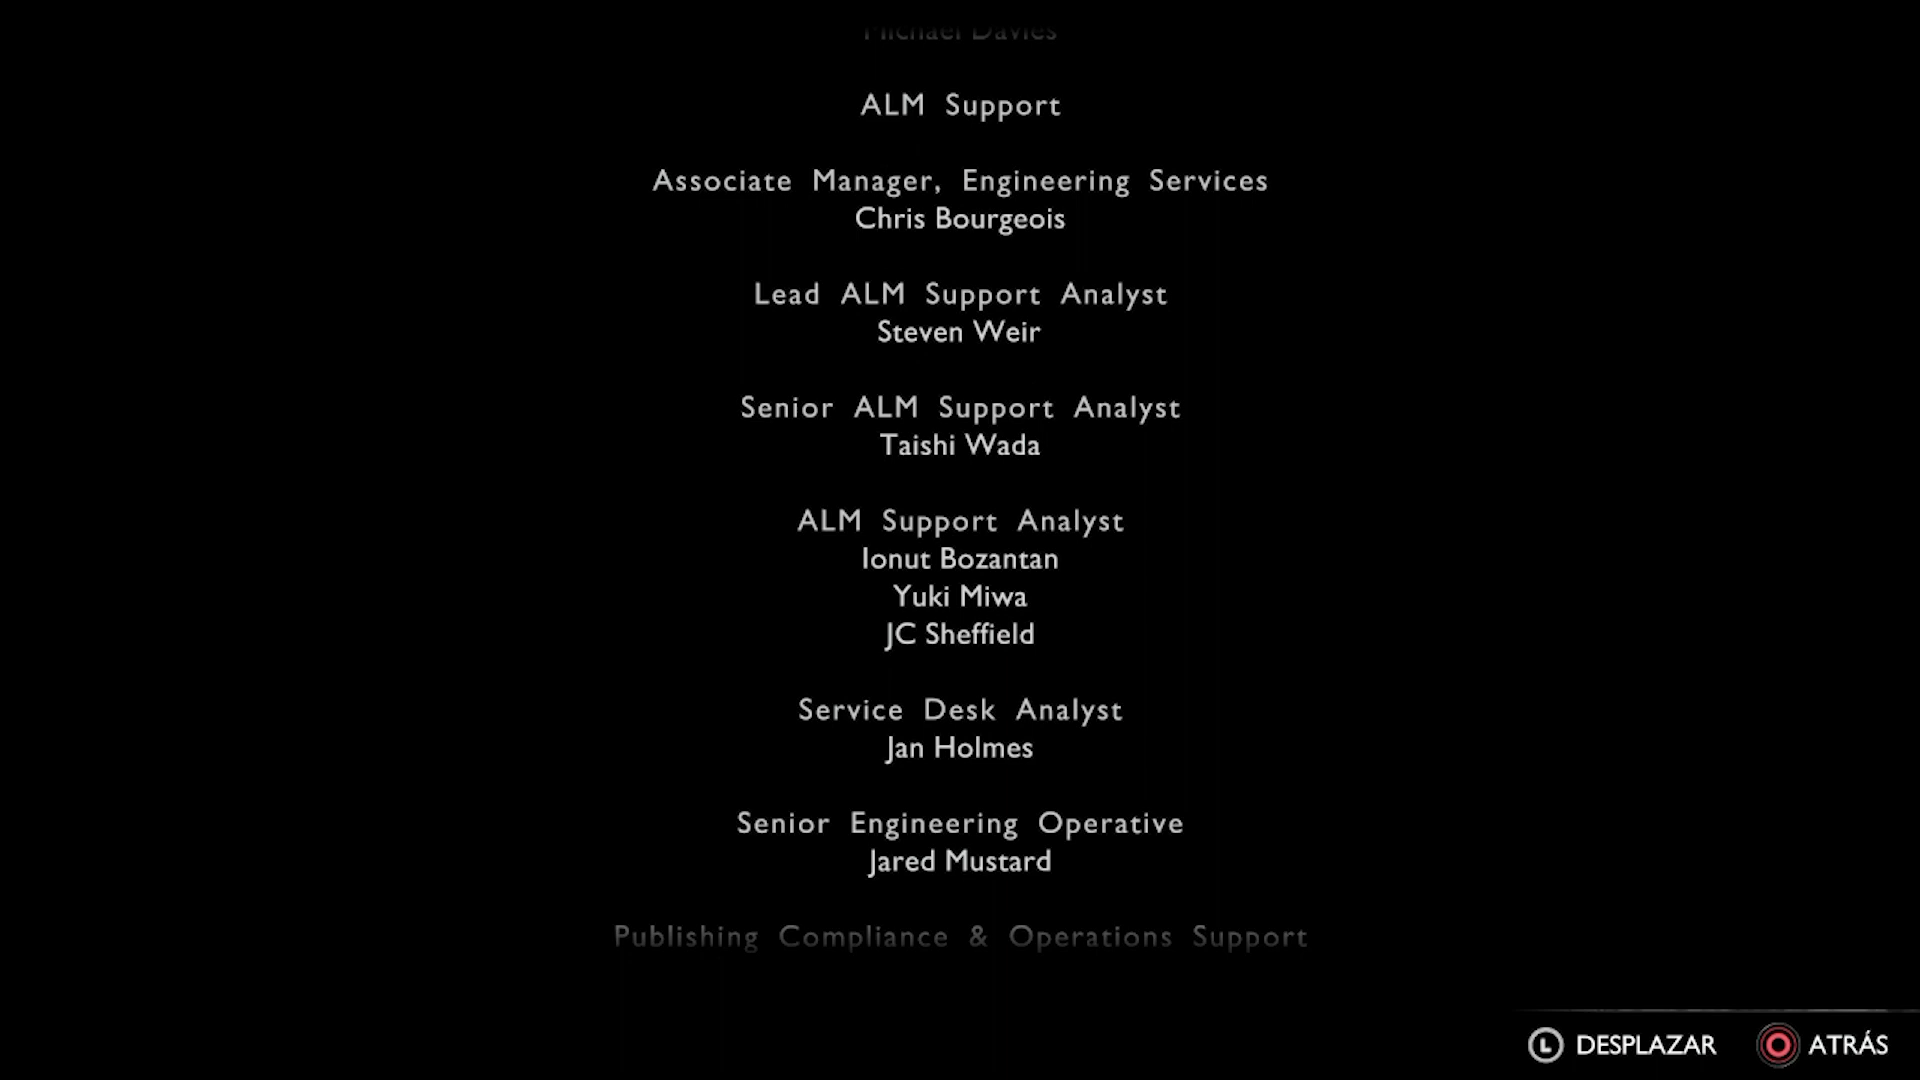 Michael Davies
ALM Support
Associate Manager, Engineering Services
Chris Bourgeois
Lead ALM Support Analyst
Steven Weir
Senior ALM Support Analyst
Taishi Wada
ALM Support Analyst
Ionut Bozantan
Yuki Miwa
JC Sheffield
Service Desk Analyst
Jan Holmes
Senior Engineering Operative
Jared Mustard
Publishing Compliance & Operations Support
L DESPLAZAR ATRÁS